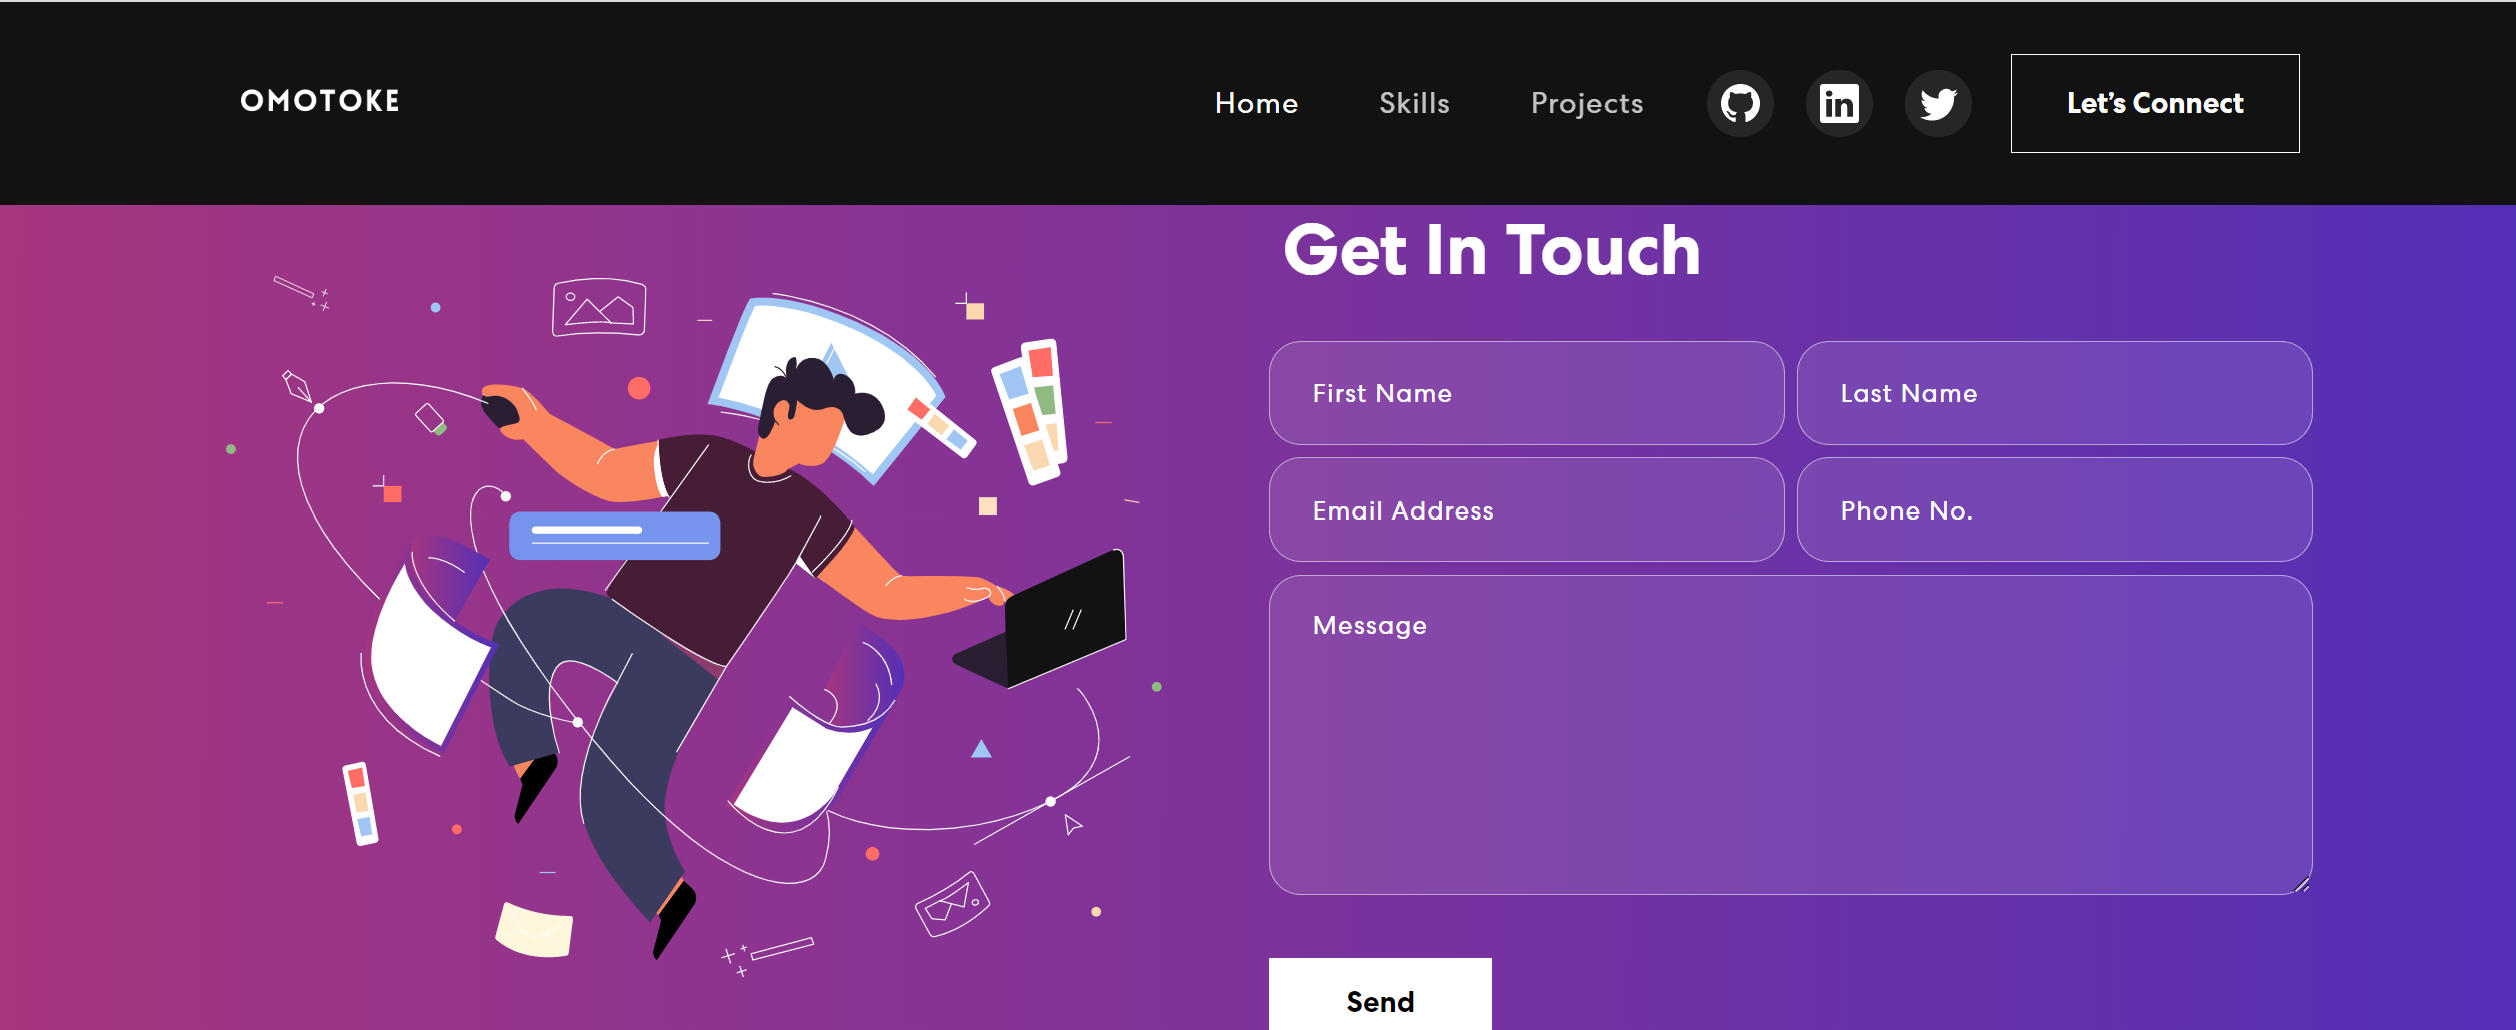 OMOTOKE
Home Skills Projects Let’s Connect
Get In Touch
First Name Last Name
Email Address Phone No.
Message
Send